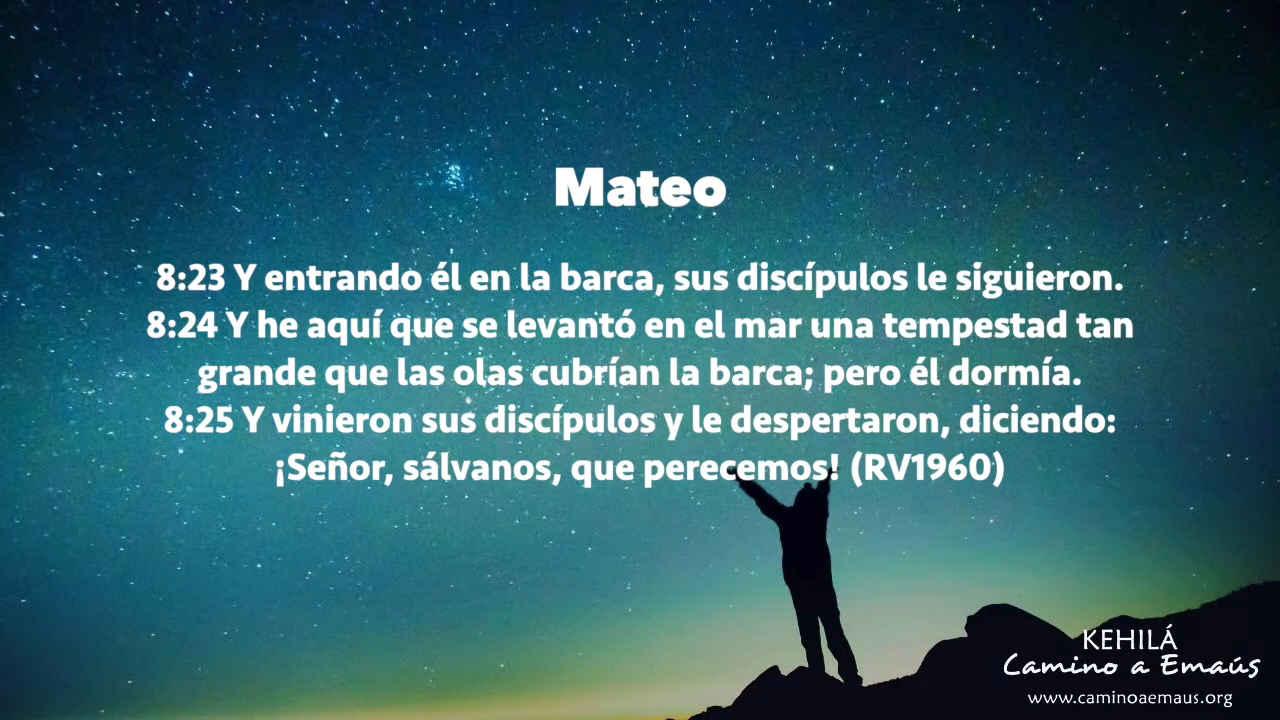 Mateo
8:23 Y entrando él en la barca, sus discípulos le siguieron.
8:24 Y he aquí que se levantó en el mar una tempestad tan
grande que las olas cubrían la barca; pero él dormía.
8:25 Y vinieron sus discípulos y le despertaron, diciendo:
¡Señor, sálvanos, que perecemos! (RV1960)
KEHILÁ
Camino a Emaús
www.caminoaemaus.org